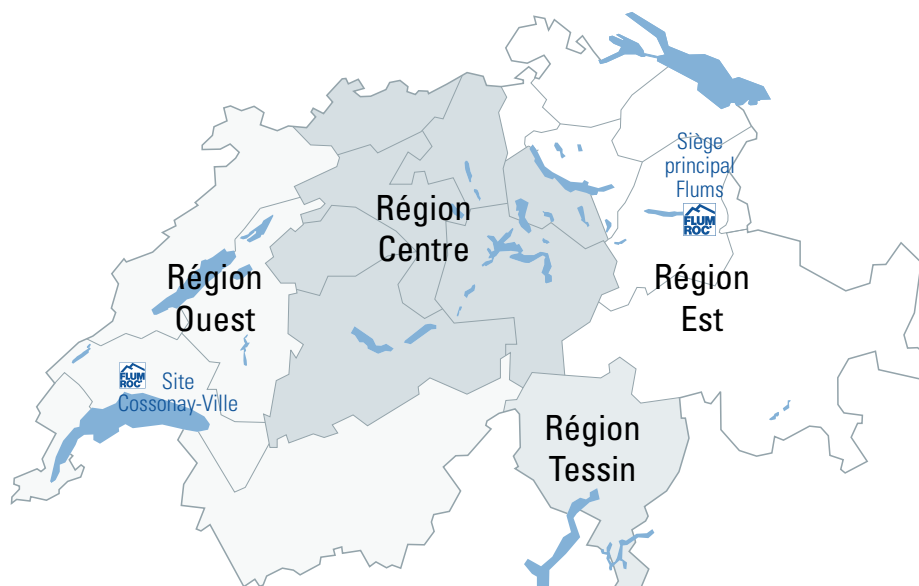 Siège
principal
Flums
FLUM
ROC®
Région
Centre
Région
Ouest
Région
Est
FLUM
ROC®
Site
Cossonay-Ville
Région
Tessin